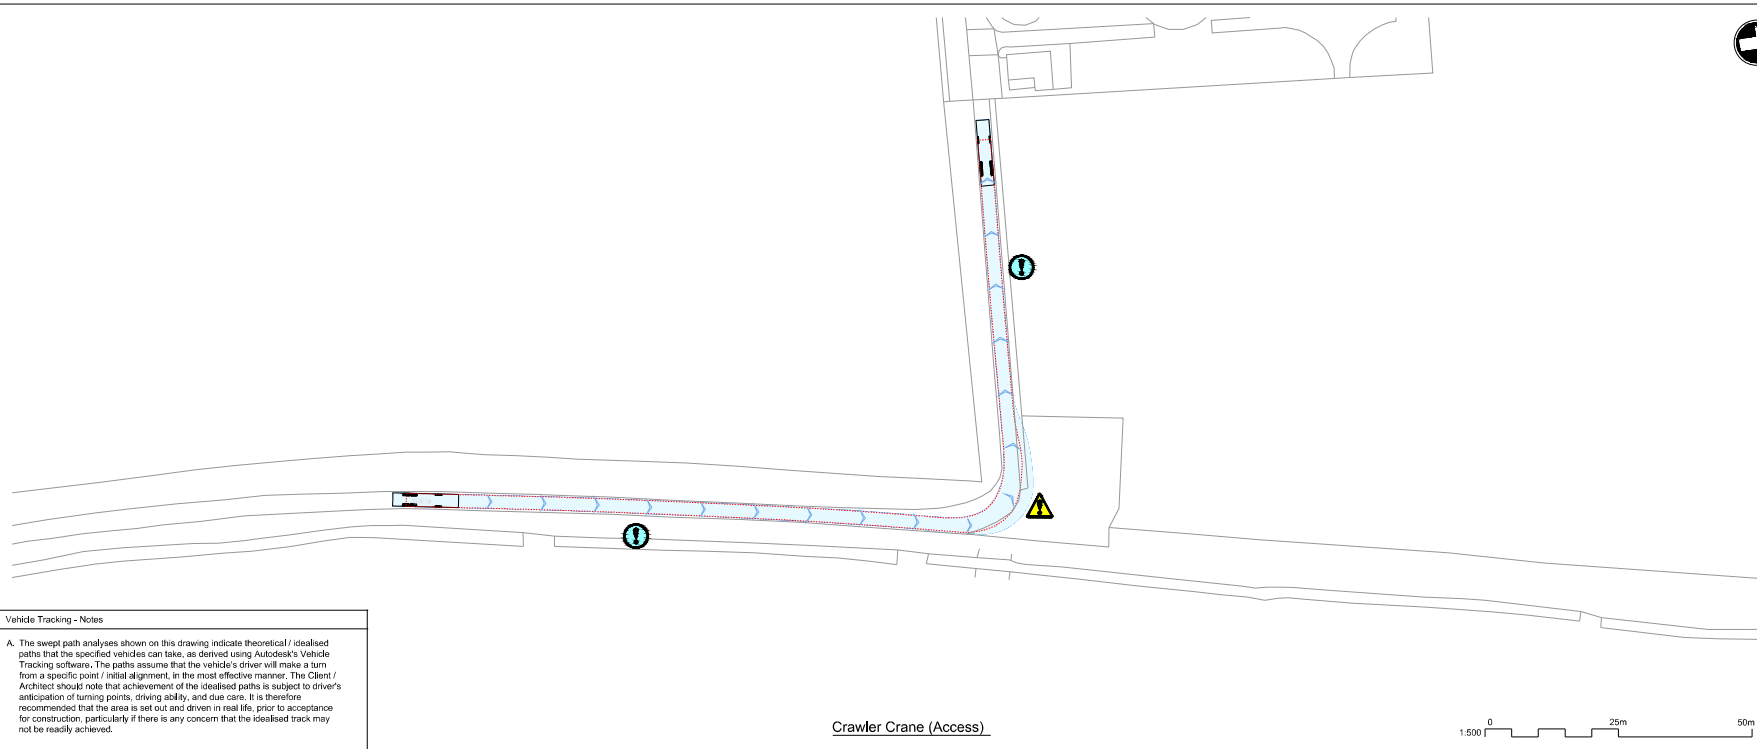 Vehicle Tracking - Notes
A. The swept path analyses shown on this drawing indicate theoretical / idealised
paths that the specified vehicles can take, as derived using Autodesk's Vehicle
Tracking software. The paths assume that the vehicle's driver will make a turn
from a specific point / initial alignment, in the most effective manner. The Client /
Architect should note that achievement of the idealised paths is subject to driver's
anticipation of turning points, driving ability, and due care. It is therefore
recommended that the area is set out and driven in real life, prior to acceptance
for construction, particularly if there is any concern that the idealised track may
not be readily achieved.
Crawler Crane (Access)
0 25m 50m
1:500